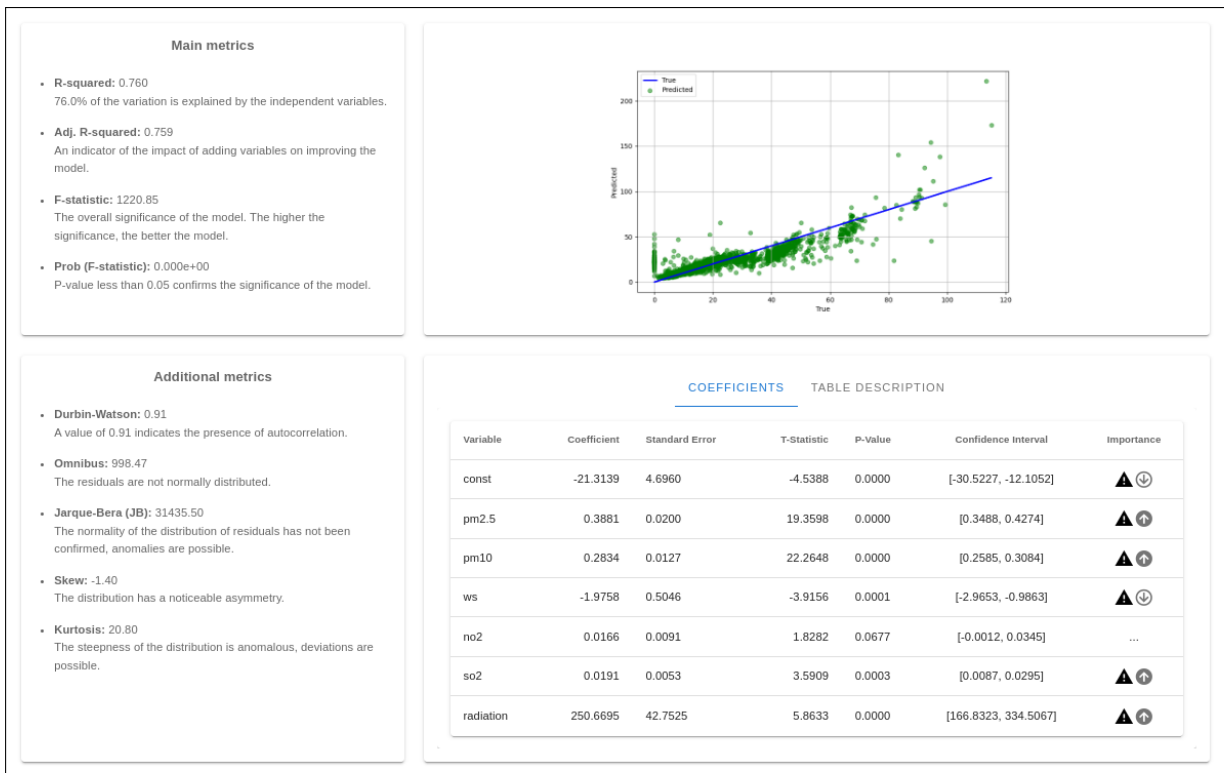 Main metrics
• R-squared: 0.760
76.0% of the variation is explained by the independent variables.
• Adj. R-squared: 0.759
An indicator of the impact of adding variables on improving the
model.
• F-statistic: 1220.85
The overall significance of the model. The higher the
significance, the better the model.
• Prob (F-statistic): 0.000e+00
P-value less than 0.05 confirms the significance of the model.
True
Predicted
200
150
100
50
0
Predicted
0 20 40 60 80 100 120
True
Additional metrics
• Durbin-Watson: 0.91
A value of 0.91 indicates the presence of autocorrelation.
• Omnibus: 998.47
The residuals are not normally distributed.
• Jarque-Bera (JB): 31435.50
The normality of the distribution of residuals has not been
confirmed, anomalies are possible.
• Skew: -1.40
The distribution has a noticeable asymmetry.
• Kurtosis: 20.80
The steepness of the distribution is anomalous, deviations are
possible.
COEFFICIENTS TABLE DESCRIPTION
Variable Coefficient Standard Error T-Statistic P-Value Confidence Interval Importance
const -21.3139 4.6960 -4.5388 0.0000 [-30.5227, -12.1052]
pm2.5 0.3881 0.0200 19.3598 0.0000 [0.3488, 0.4274]
pm10 0.2834 0.0127 22.2648 0.0000 [0.2585, 0.3084]
ws -1.9758 0.5046 -3.9156 0.0001 [-2.9653, -0.9863]
no2 0.0166 0.0091 1.8282 0.0677 [-0.0012, 0.0345] ...
so2 0.0191 0.0053 3.5909 0.0003 [0.0087, 0.0295]
radiation 250.6695 42.7525 5.8633 0.0000 [166.8323, 334.5067]